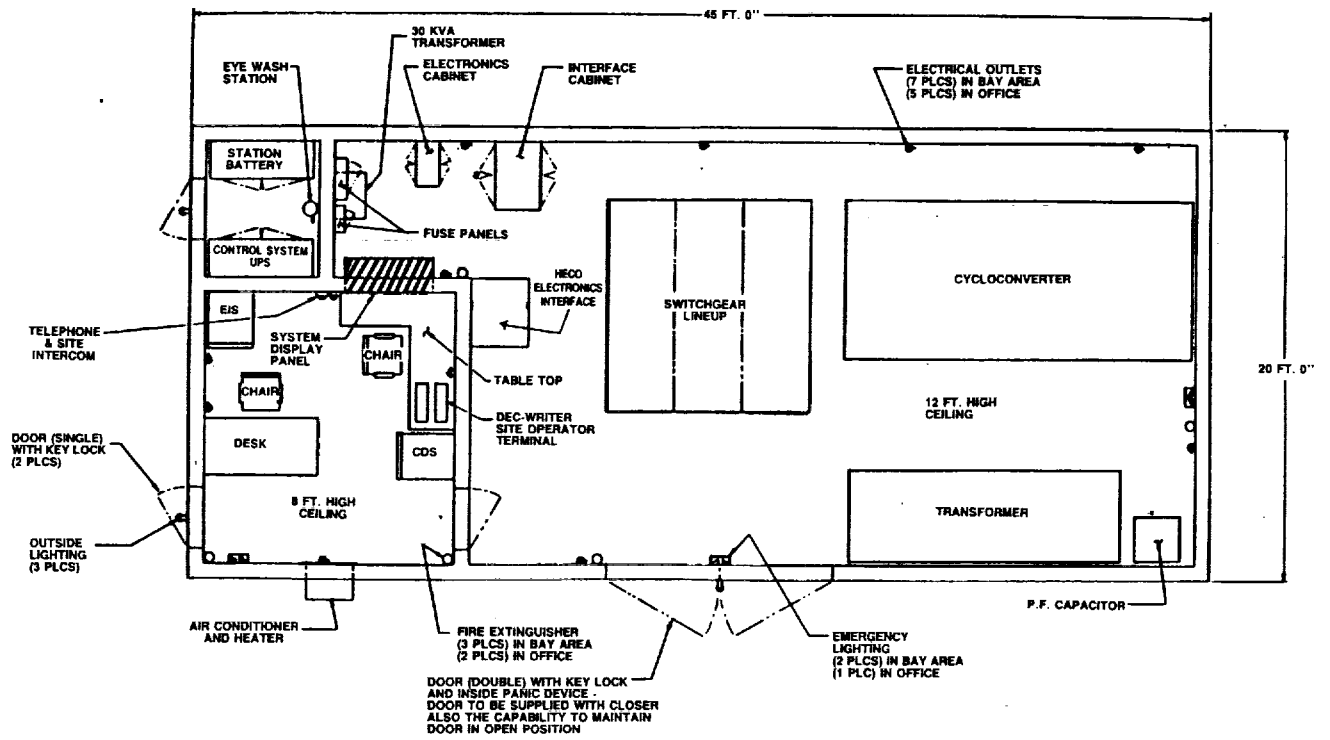 45 FT. 0"
30 KVA
TRANSFORMER
EYE WASH
STATION
ELECTRONICS
CABINET
INTERFACE
CABINET
ELECTRICAL OUTLETS
(7 PLCS) IN BAY AREA
(5 PLCS) IN OFFICE
STATION
BATTERY
FUSE PANELS
CONTROL SYSTEM
UPS
HECO
ELECTRONICS
INTERFACE
SWITCHGEAR
LINEUP
CYCLOCONVERTER
EJS
TELEPHONE
& SITE
INTERCOM
SYSTEM
DISPLAY
PANEL
CHAIR
CHAIR
TABLE TOP
20 FT. 0"
12 FT. HIGH
CEILING
DEC-WRITER
SITE OPERATOR
TERMINAL
DOOR (SINGLE)
WITH KEY LOCK
(2 PLCS)
DESK
CDS
8 FT. HIGH
CEILING
TRANSFORMER
OUTSIDE
LIGHTING
(3 PLCS)
P.F. CAPACITOR
AIR CONDITIONER
AND HEATER
FIRE EXTINGUISHER
(3 PLCS) IN BAY AREA
(2 PLCS) IN OFFICE
EMERGENCY
LIGHTING
(2 PLCS) IN BAY AREA
(1 PLC) IN OFFICE
DOOR (DOUBLE) WITH KEY LOCK
AND INSIDE PANIC DEVICE -
DOOR TO BE SUPPLIED WITH CLOSER
ALSO THE CAPABILITY TO MAINTAIN
DOOR IN OPEN POSITION